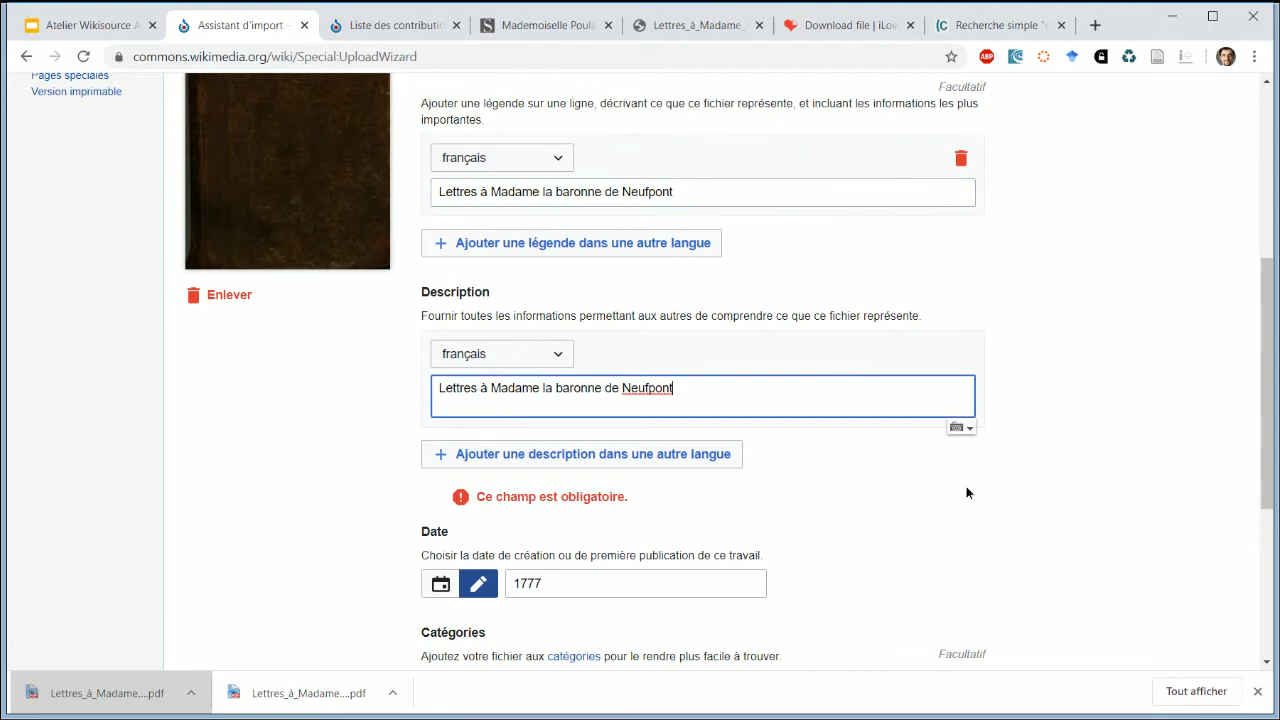 Atelier Wikisource A
Assistant d'import –
Liste des contributio
Mademoiselle Poula
Lettres_à_Madame_
Download file | iLov
Recherche simple "c
commons.wikimedia.org/wiki/Special:UploadWizard
ABP
Pages spéciales
Version imprimable
Facultatif
Ajouter une légende sur une ligne, décrivant ce que ce fichier représente, et incluant les informations les plus
importantes.
français
Lettres à Madame la baronne de Neufpont
Ajouter une légende dans une autre langue
Enlever
Description
Fournir toutes les informations permettant aux autres de comprendre ce que ce fichier représente.
français
Lettres à Madame la baronne de Neufpont
Ajouter une description dans une autre langue
Ce champ est obligatoire.
Date
Choisir la date de création ou de première publication de ce travail.
1777
Catégories
Facultatif
Ajoutez votre fichier aux catégories pour le rendre plus facile à trouver.
Lettres_à_Madame....pdf
Lettres_à_Madame....pdf
Tout afficher